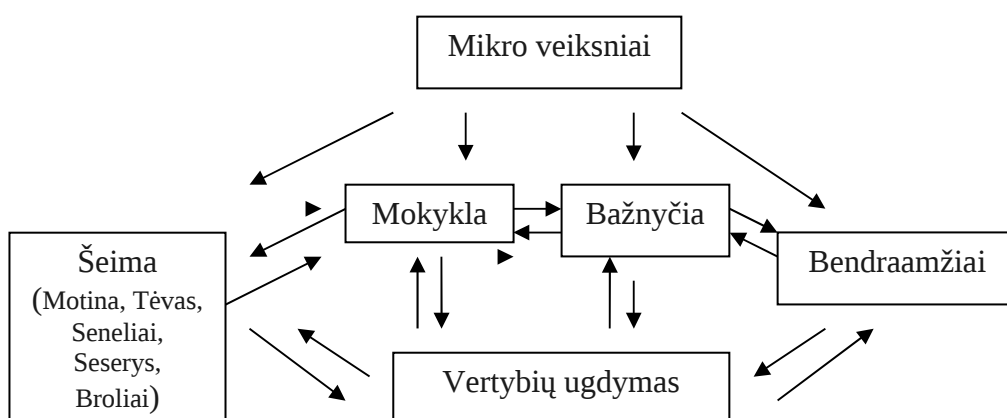 Mikro veiksniai
Mokykla
Bažnyčia
Šeima
(Motina, Tėvas,
Seneliai,
Seserys,
Broliai)
Bendraamžiai
Vertybių ugdymas